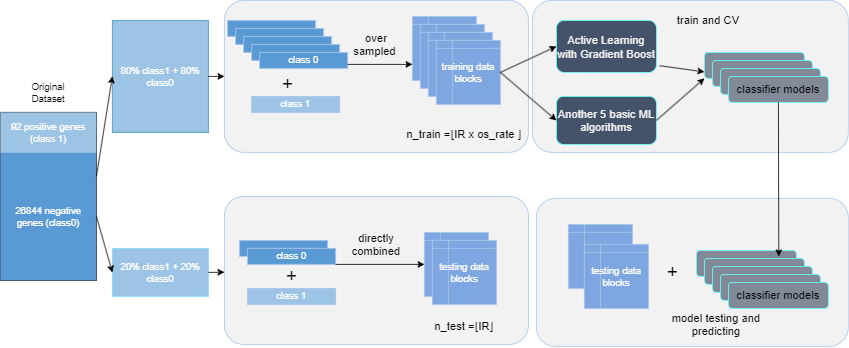 Original
Dataset
92 positive genes
(class 1)
26844 negative
genes (class0)
80% class1 + 80%
class0
class 0
+
class 1
over
sampled
training data
blocks
n_train =⌊IR x os_rate ⌋
train and CV
Active Learning
with Gradient Boost
Another 5 basic ML
algorithms
classifier models
20% class1 + 20%
class0
class 0
+
class 1
directly
combined
testing data
blocks
n_test =⌊IR⌋
testing data
blocks
+
classifier models
model testing and
predicting